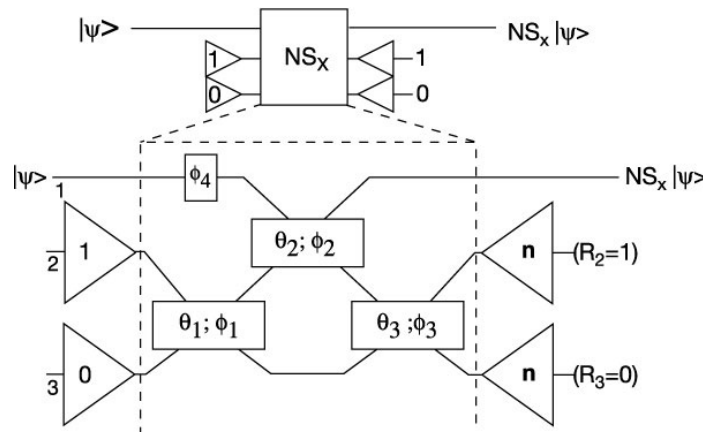 |ψ> NSₓ NSₓ|ψ>
1 1
0 0
|ψ> 1 ϕ₄ NSₓ|ψ>
θ₂;ϕ₂
2 1 n (R₂=1)
θ₁;ϕ₁ θ₃;ϕ₃
3 0 n (R₃=0)